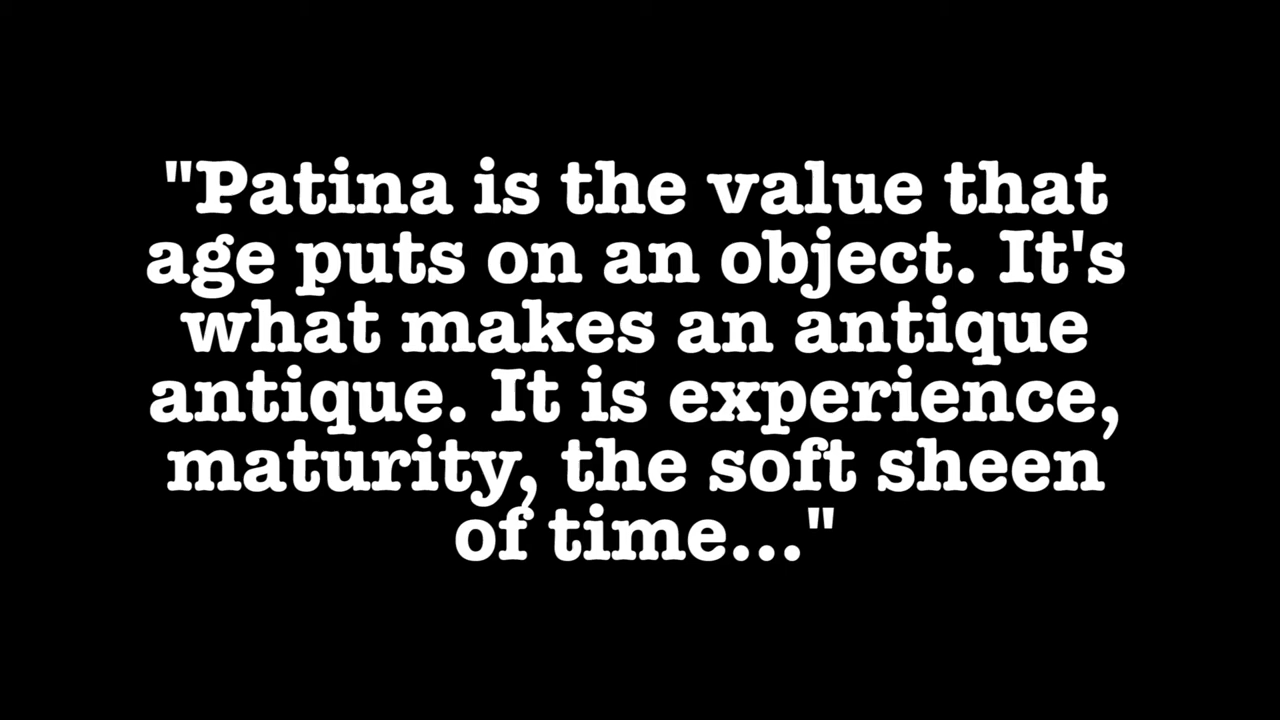 "Patina is the value that
age puts on an object. It's
what makes an antique
antique. It is experience,
maturity, the soft sheen
of time..."